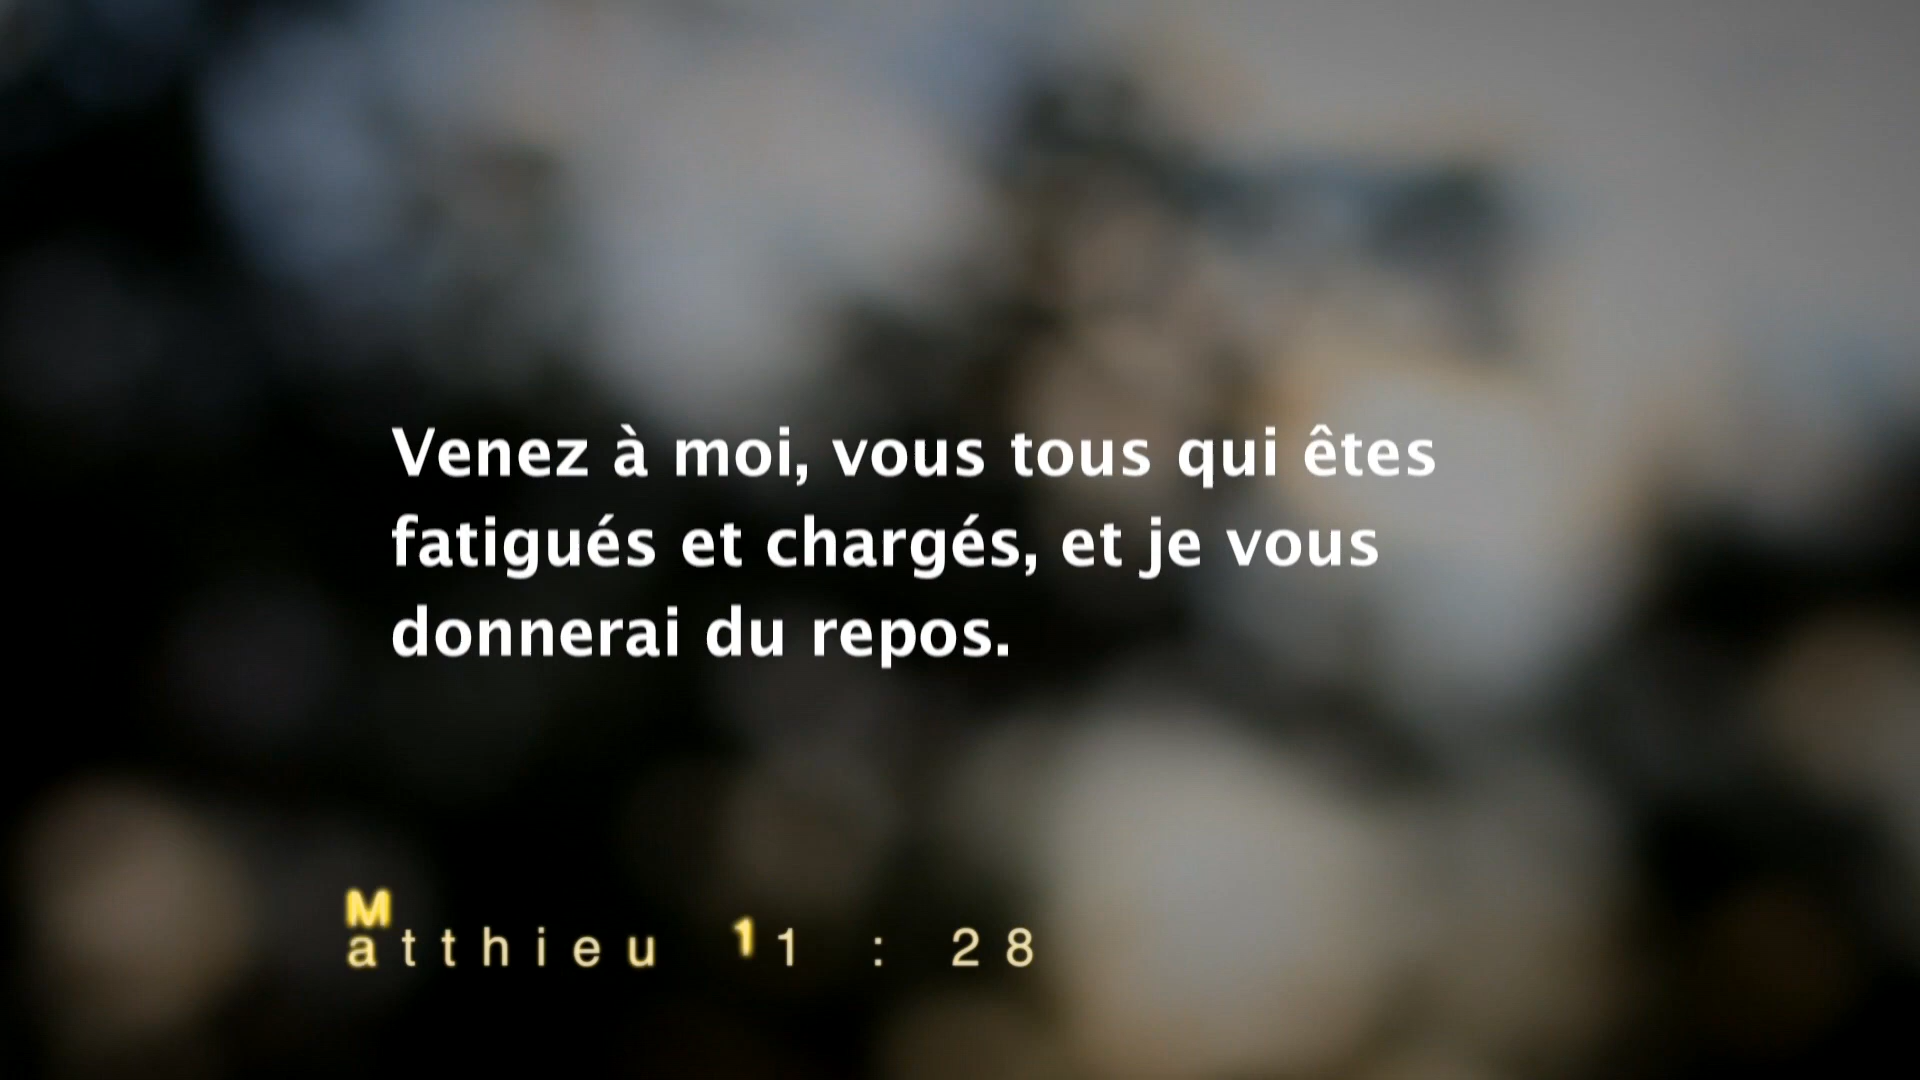 Venez à moi, vous tous qui êtes
fatigués et chargés, et je vous
donnerai du repos.
Matthieu 11 : 28